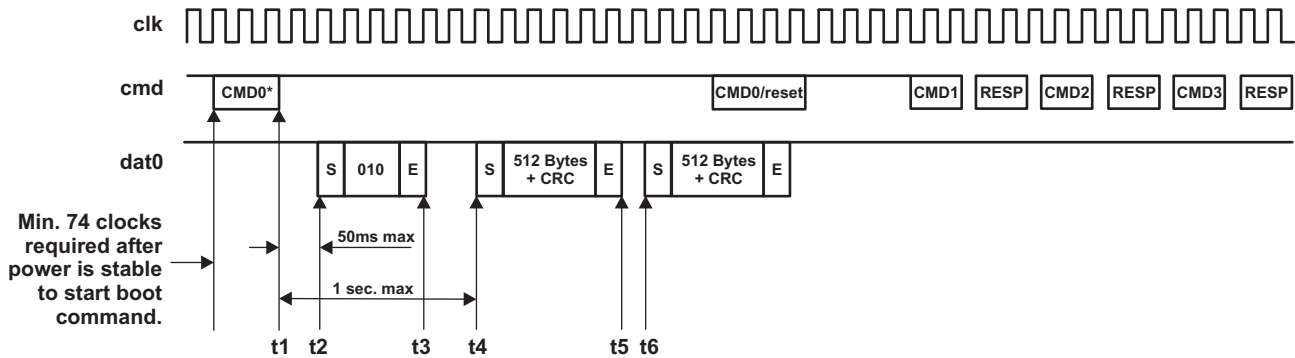 clk
cmd
CMD0*
CMD0/reset
CMD1
RESP
CMD2
RESP
CMD3
RESP
dat0
S
010
E
S
512 Bytes
+ CRC
E
S
512 Bytes
+ CRC
E
Min. 74 clocks
required after
power is stable
to start boot
command.
50ms max
1 sec. max
t1
t2
t3
t4
t5
t6